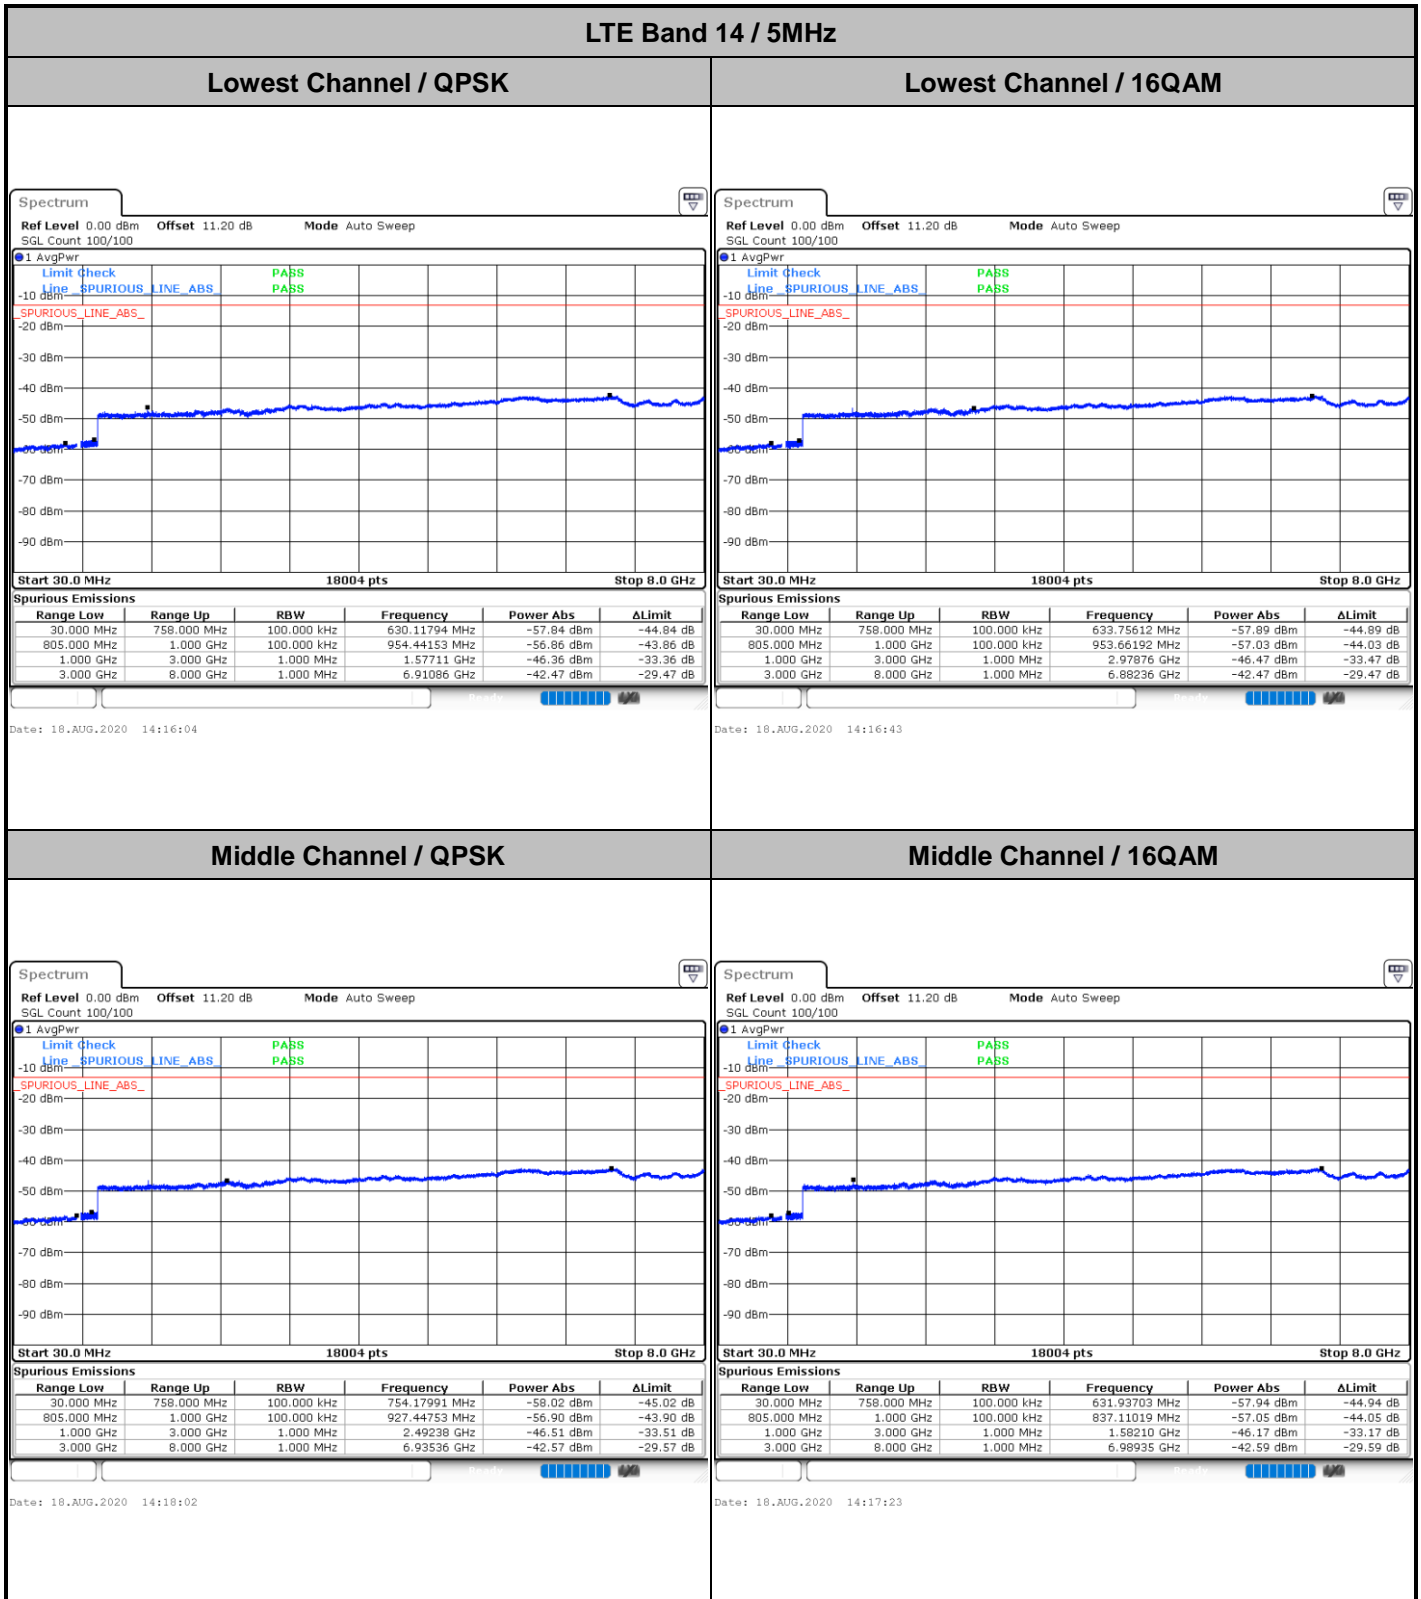 LTE Band 14 / 5MHz
Lowest Channel / QPSK
Lowest Channel / 16QAM
Spectrum
Ref Level 0.00 dBm Offset 11.20 dB Mode Auto Sweep
SGL Count 100/100
1 AvgPwr
Limit Check PASS
Line _SPURIOUS_LINE_ABS_ PASS
-10 dBm
_SPURIOUS_LINE_ABS_
-20 dBm
-30 dBm
-40 dBm
-50 dBm
-60 dBm
-70 dBm
-80 dBm
-90 dBm
Start 30.0 MHz 18004 pts Stop 8.0 GHz
Spurious Emissions
Range Low Range Up RBW Frequency Power Abs ΔLimit
30.000 MHz 758.000 MHz 100.000 kHz 630.11794 MHz -57.84 dBm -44.84 dB
805.000 MHz 1.000 GHz 100.000 kHz 954.44153 MHz -56.86 dBm -43.86 dB
1.000 GHz 3.000 GHz 1.000 MHz 1.57711 GHz -46.36 dBm -33.36 dB
3.000 GHz 8.000 GHz 1.000 MHz 6.91086 GHz -42.47 dBm -29.47 dB
Ready
Date: 18.AUG.2020 14:16:04
Spectrum
Ref Level 0.00 dBm Offset 11.20 dB Mode Auto Sweep
SGL Count 100/100
1 AvgPwr
Limit Check PASS
Line _SPURIOUS_LINE_ABS_ PASS
-10 dBm
_SPURIOUS_LINE_ABS_
-20 dBm
-30 dBm
-40 dBm
-50 dBm
-60 dBm
-70 dBm
-80 dBm
-90 dBm
Start 30.0 MHz 18004 pts Stop 8.0 GHz
Spurious Emissions
Range Low Range Up RBW Frequency Power Abs ΔLimit
30.000 MHz 758.000 MHz 100.000 kHz 633.75612 MHz -57.89 dBm -44.89 dB
805.000 MHz 1.000 GHz 100.000 kHz 953.66192 MHz -57.03 dBm -44.03 dB
1.000 GHz 3.000 GHz 1.000 MHz 2.97876 GHz -46.47 dBm -33.47 dB
3.000 GHz 8.000 GHz 1.000 MHz 6.88236 GHz -42.47 dBm -29.47 dB
Ready
Date: 18.AUG.2020 14:16:43
Middle Channel / QPSK
Middle Channel / 16QAM
Spectrum
Ref Level 0.00 dBm Offset 11.20 dB Mode Auto Sweep
SGL Count 100/100
1 AvgPwr
Limit Check PASS
Line _SPURIOUS_LINE_ABS_ PASS
-10 dBm
_SPURIOUS_LINE_ABS_
-20 dBm
-30 dBm
-40 dBm
-50 dBm
-60 dBm
-70 dBm
-80 dBm
-90 dBm
Start 30.0 MHz 18004 pts Stop 8.0 GHz
Spurious Emissions
Range Low Range Up RBW Frequency Power Abs ΔLimit
30.000 MHz 758.000 MHz 100.000 kHz 754.17991 MHz -58.02 dBm -45.02 dB
805.000 MHz 1.000 GHz 100.000 kHz 927.44753 MHz -56.90 dBm -43.90 dB
1.000 GHz 3.000 GHz 1.000 MHz 2.49238 GHz -46.51 dBm -33.51 dB
3.000 GHz 8.000 GHz 1.000 MHz 6.93536 GHz -42.57 dBm -29.57 dB
Ready
Date: 18.AUG.2020 14:18:02
Spectrum
Ref Level 0.00 dBm Offset 11.20 dB Mode Auto Sweep
SGL Count 100/100
1 AvgPwr
Limit Check PASS
Line _SPURIOUS_LINE_ABS_ PASS
-10 dBm
_SPURIOUS_LINE_ABS_
-20 dBm
-30 dBm
-40 dBm
-50 dBm
-60 dBm
-70 dBm
-80 dBm
-90 dBm
Start 30.0 MHz 18004 pts Stop 8.0 GHz
Spurious Emissions
Range Low Range Up RBW Frequency Power Abs ΔLimit
30.000 MHz 758.000 MHz 100.000 kHz 631.93703 MHz -57.94 dBm -44.94 dB
805.000 MHz 1.000 GHz 100.000 kHz 837.11019 MHz -57.05 dBm -44.05 dB
1.000 GHz 3.000 GHz 1.000 MHz 1.58210 GHz -46.17 dBm -33.17 dB
3.000 GHz 8.000 GHz 1.000 MHz 6.98935 GHz -42.59 dBm -29.59 dB
Ready
Date: 18.AUG.2020 14:17:23